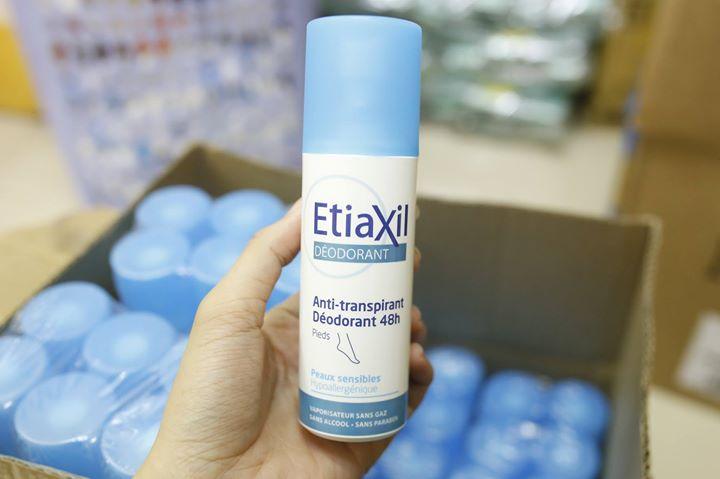 EtiaXil
DÉODORANT
Anti-transpirant
Déodorant 48h
Pieds
Peaux sensibles
Hypoallergénique
VAPORISATEUR SANS GAZ
SANS ALCOOL - SANS PARABEN